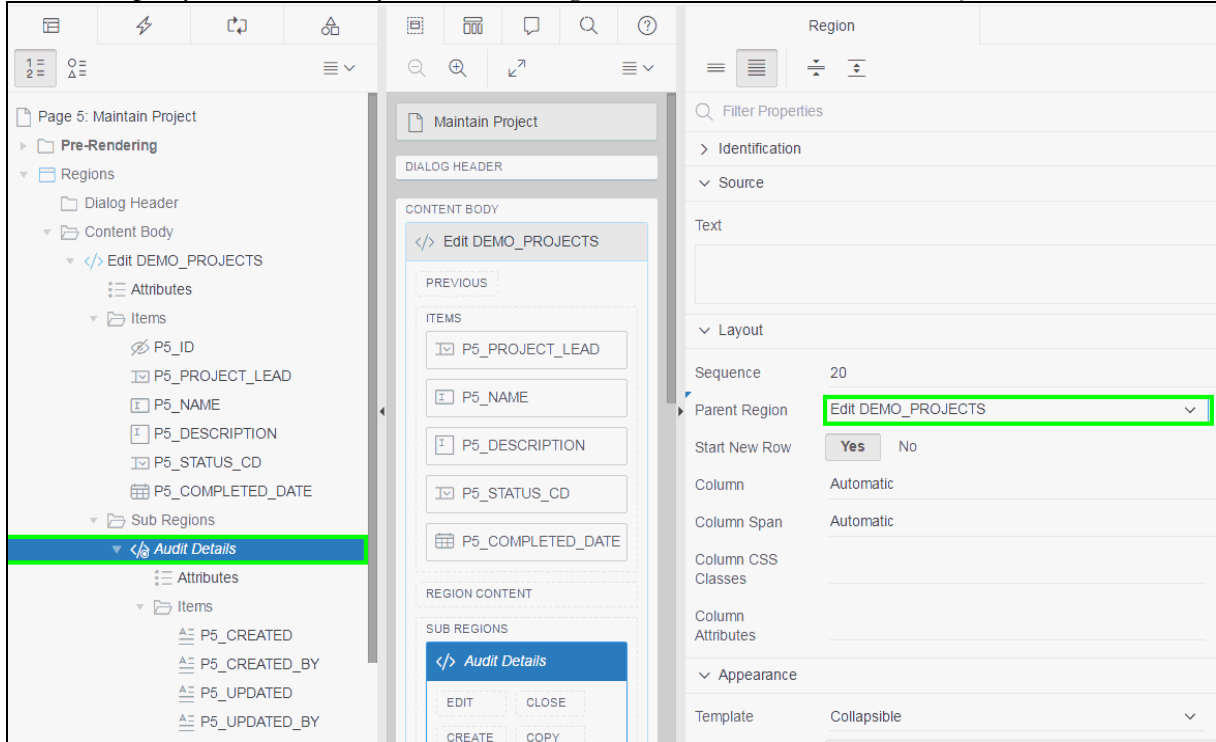 Region
1 =
2 =
Filter Properties
Page 5: Maintain Project
Pre-Rendering
Regions
Dialog Header
Content Body
Edit DEMO_PROJECTS
Attributes
Items
P5_ID
P5_PROJECT_LEAD
P5_NAME
P5_DESCRIPTION
P5_STATUS_CD
P5_COMPLETED_DATE
Sub Regions
Audit Details
Attributes
Items
P5_CREATED
P5_CREATED_BY
P5_UPDATED
P5_UPDATED_BY
Maintain Project
DIALOG HEADER
CONTENT BODY
Edit DEMO_PROJECTS
PREVIOUS
ITEMS
P5_PROJECT_LEAD
P5_NAME
P5_DESCRIPTION
P5_STATUS_CD
P5_COMPLETED_DATE
REGION CONTENT
SUB REGIONS
Audit Details
EDIT CLOSE
CREATE COPY
Identification
Source
Text
Layout
Sequence 20
Parent Region Edit DEMO_PROJECTS
Start New Row Yes No
Column Automatic
Column Span Automatic
Column CSS
Classes
Column
Attributes
Appearance
Template Collapsible